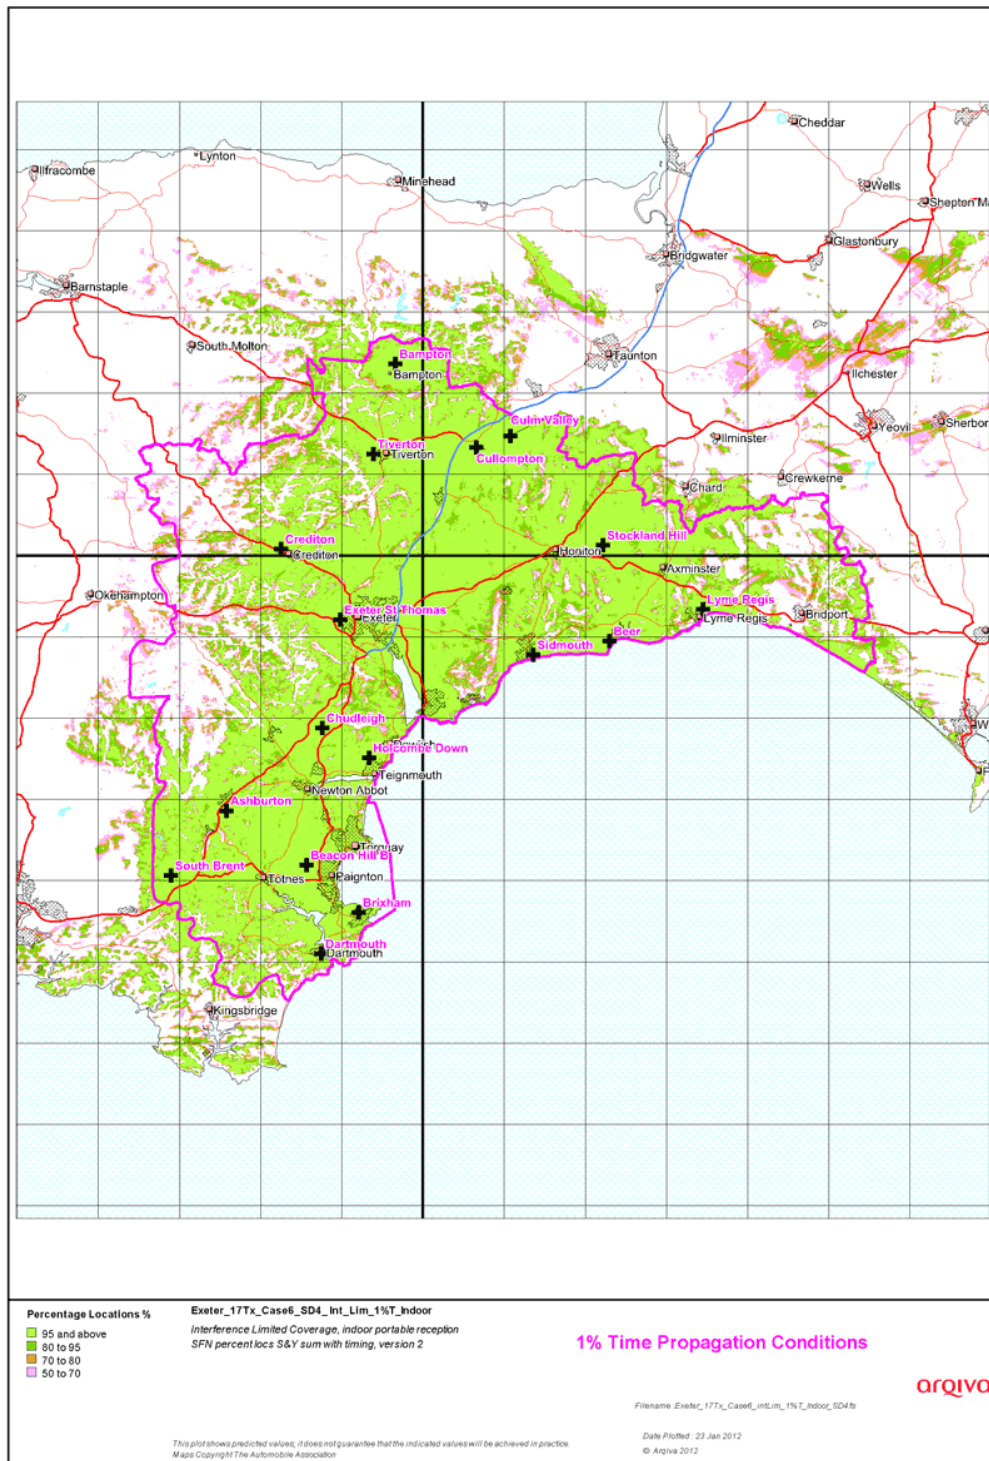 Cheddar
Lynton
Ilfracombe
Minehead
Wells
Shepton Ma
Glastonbury
Bridgwater
Barnstaple
South Molton
Taunton
Bampton
Bampton
Ilchester
Culm Valley
Yeovil
Sherbor
Ilminster
Tiverton
Tiverton
Cullompton
Crewkerne
Chard
Stockland Hill
Crediton
Crediton
Honiton
Axminster
Okehampton
Lyme Regis
Exeter St Thomas
Exeter
Bridport
Lyme Regis
Beer
Sidmouth
Chudleigh
W
Holcombe Down
Teignmouth
Newton Abbot
Ashburton
Torquay
Beacon Hill B
South Brent
Totnes
Paignton
Brixham
Dartmouth
Dartmouth
Kingsbridge
Percentage Locations %
95 and above
80 to 95
70 to 80
50 to 70
Exeter_17Tx_Case6_SD4_Int_Lim_1%T_Indoor
Interference Limited Coverage, indoor portable reception
SFN percent locs S&Y sum with timing, version 2
1% Time Propagation Conditions
arqiva
Filename :Exeter_17Tx_Case6_intLim_1%T_Indoor_SD4.fs
Date Plotted : 23 Jan 2012
© Arqiva 2012
This plot shows predicted values; it does not guarantee that the indicated values will be achieved in practice.
Maps Copyright The Automobile Association